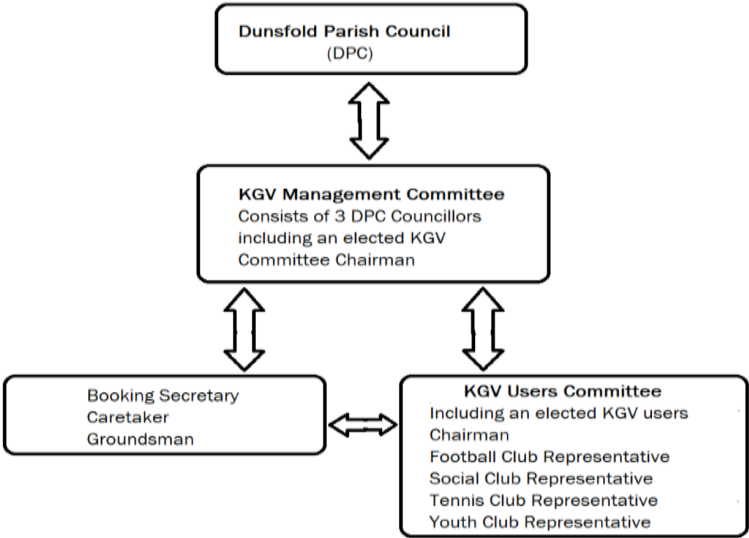 Dunsfold Parish Council
(DPC)
KGV Management Committee
Consists of 3 DPC Councillors
including an elected KGV
Committee Chairman
Booking Secretary
Caretaker
Groundsman
KGV Users Committee
Including an elected KGV users
Chairman
Football Club Representative
Social Club Representative
Tennis Club Representative
Youth Club Representative